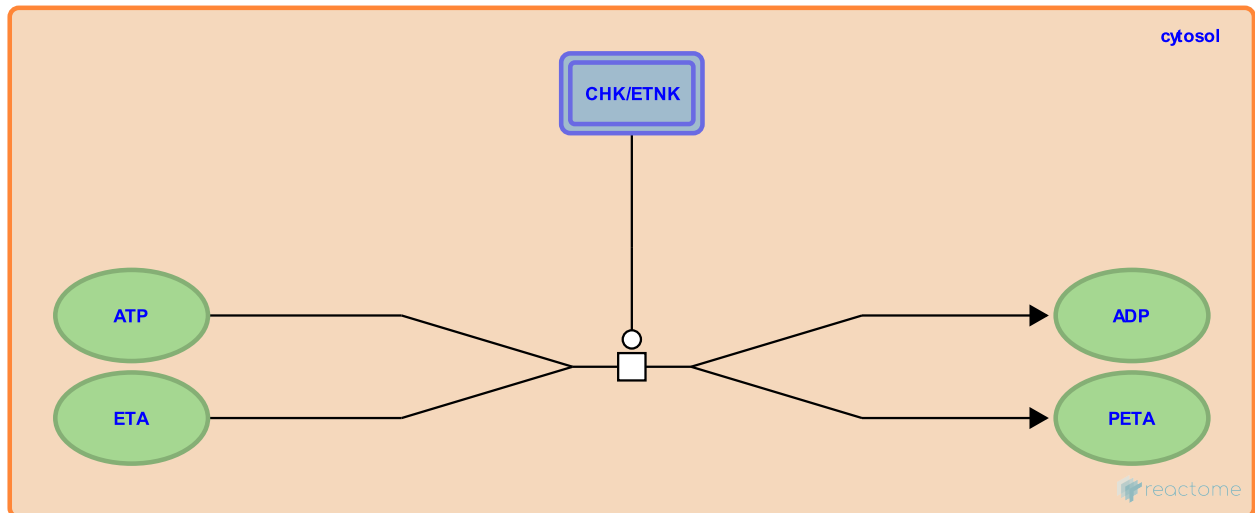 cytosol
CHK/ETNK
ATP
ADP
ETA
PETA
reactome